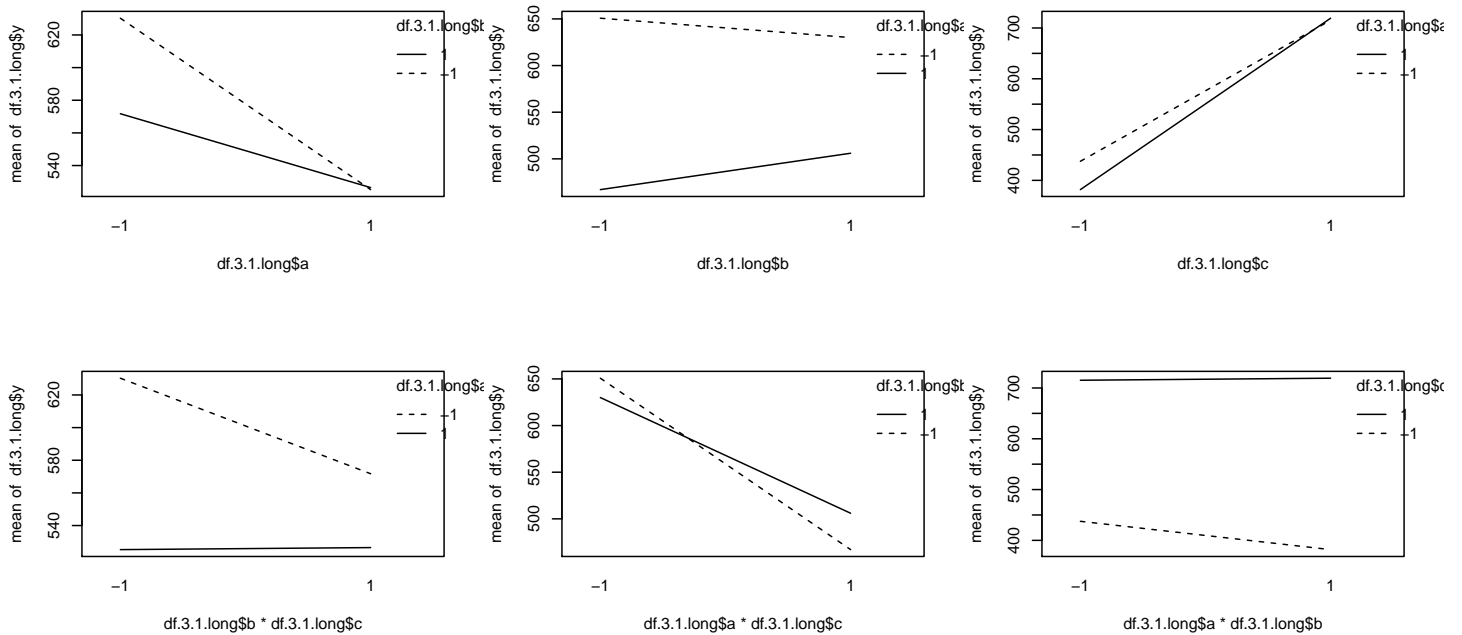 mean of  df.3.1.long$y
620
580
540
−1
1
df.3.1.long$a
df.3.1.long$b
1
−1
mean of  df.3.1.long$y
650
600
550
500
−1
1
df.3.1.long$b
df.3.1.long$a
−1
1
mean of  df.3.1.long$y
700
600
500
400
−1
1
df.3.1.long$c
df.3.1.long$a
1
−1
mean of  df.3.1.long$y
620
580
540
−1
1
df.3.1.long$b * df.3.1.long$c
df.3.1.long$a
−1
1
mean of  df.3.1.long$y
650
600
550
500
−1
1
df.3.1.long$a * df.3.1.long$c
df.3.1.long$b
1
−1
mean of  df.3.1.long$y
700
600
500
400
−1
1
df.3.1.long$a * df.3.1.long$b
df.3.1.long$c
1
−1